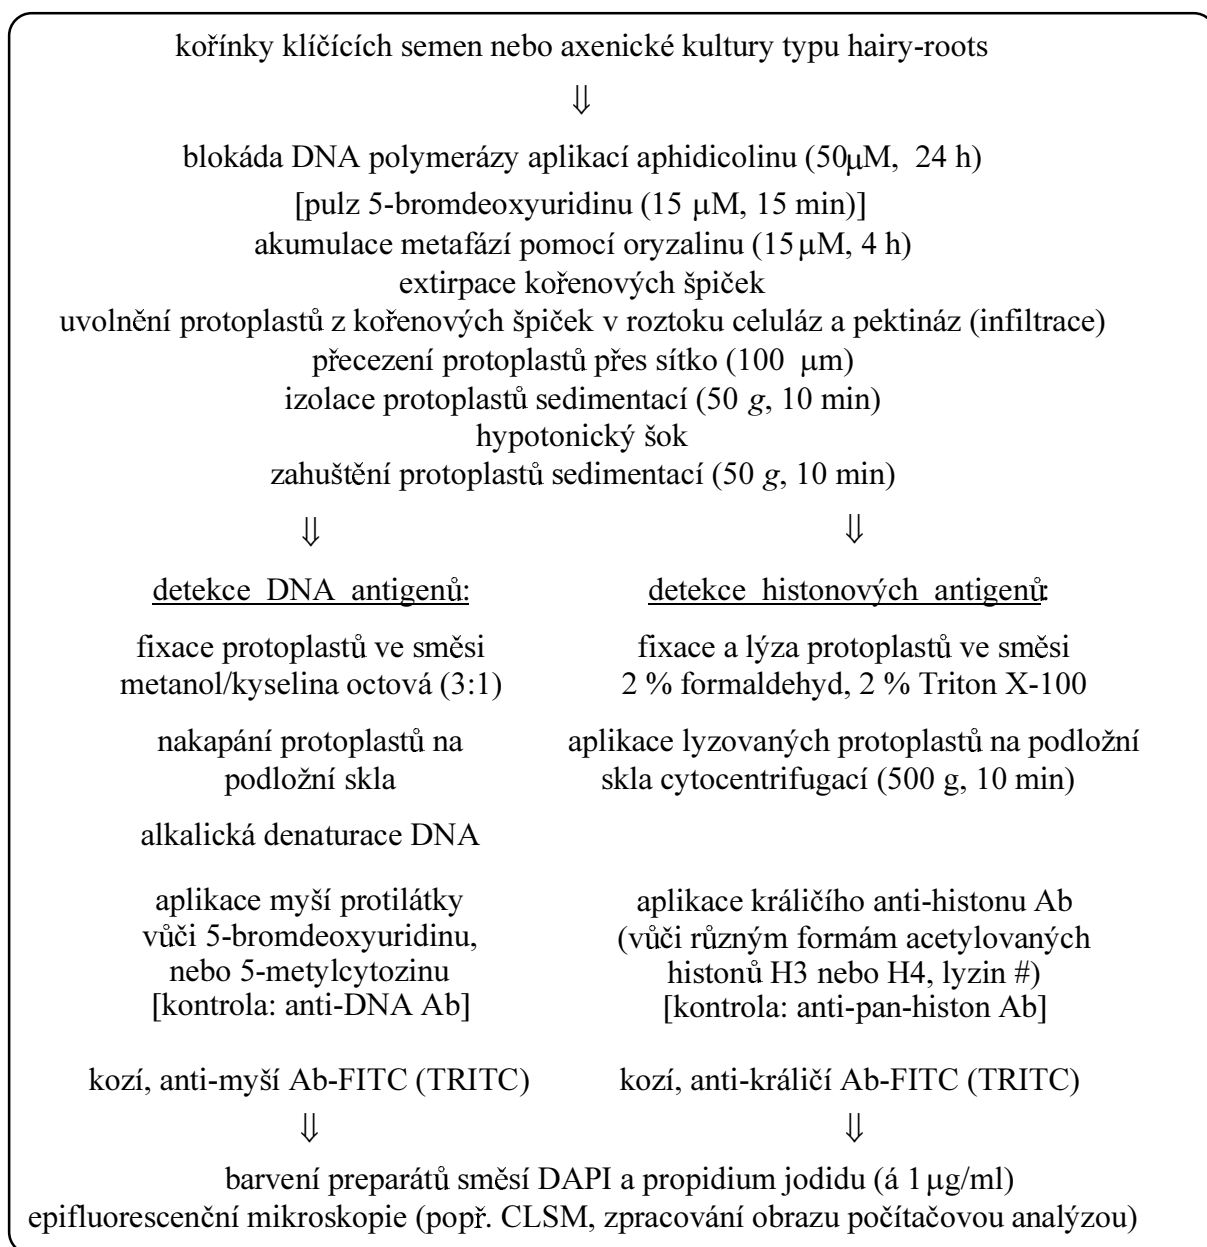 kořínky klíčících semen nebo axenické kultury typu hairy-roots
⇓
blokáda DNA polymerázy aplikací aphidicolinu (50μM, 24 h)
[pulz 5-bromdeoxyuridinu (15 μM, 15 min)]
akumulace metafází pomocí oryzalinu (15μM, 4 h)
extirpace kořenových špiček
uvolnění protoplastů z kořenových špiček v roztoku celuláz a pektináz (infiltrace)
přecezení protoplastů přes sítko (100 μm)
izolace protoplastů sedimentací (50 g, 10 min)
hypotonický šok
zahuštění protoplastů sedimentací (50 g, 10 min)
⇓ ⇓
detekce DNA antigenů:
fixace protoplastů ve směsi
metanol/kyselina octová (3:1)
nakapání protoplastů na
podložní skla
alkalická denaturace DNA
aplikace myší protilátky
vůči 5-bromdeoxyuridinu,
nebo 5-metylcytozinu
[kontrola: anti-DNA Ab]
kozí, anti-myší Ab-FITC (TRITC)
⇓
detekce histonových antigenů:
fixace a lýza protoplastů ve směsi
2 % formaldehyd, 2 % Triton X-100
aplikace lyzovaných protoplastů na podložní
skla cytocentrifugací (500 g, 10 min)
aplikace králičího anti-histonu Ab
(vůči různým formám acetylovaných
histonů H3 nebo H4, lyzin #)
[kontrola: anti-pan-histon Ab]
kozí, anti-králičí Ab-FITC (TRITC)
⇓
barvení preparátů směsí DAPI a propidium jodidu (á 1μg/ml)
epifluorescenční mikroskopie (popř. CLSM, zpracování obrazu počítačovou analýzou)